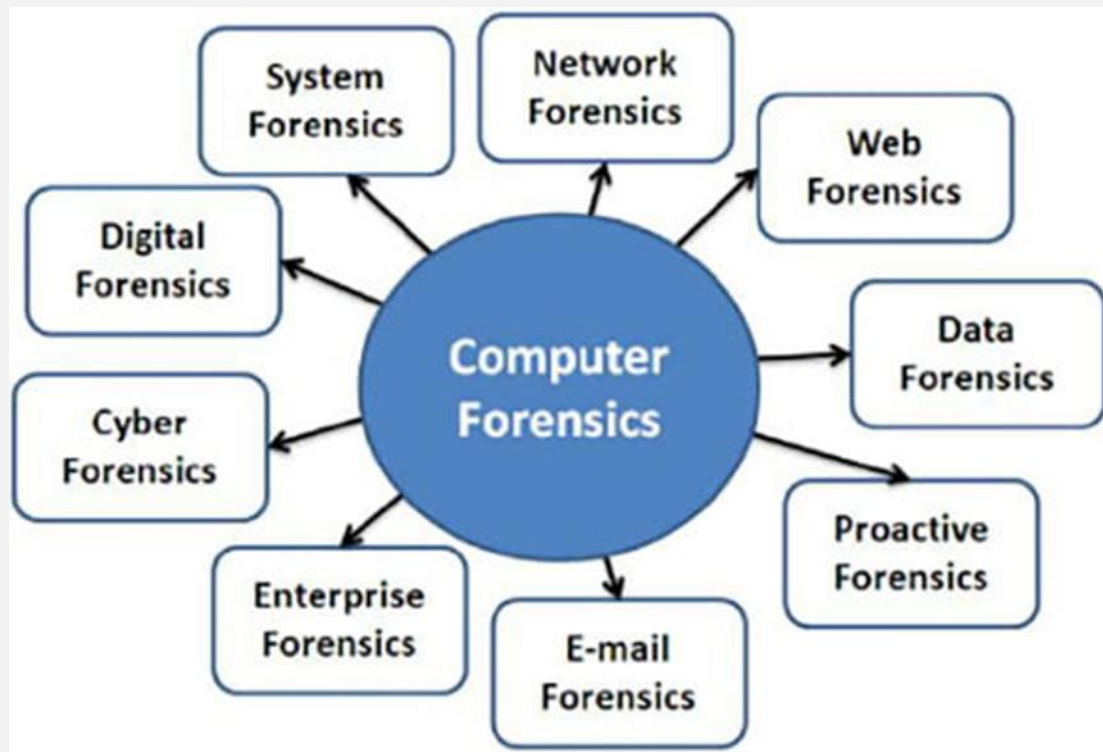 System
Forensics
Network
Forensics
Web
Forensics
Digital
Forensics
Computer
Forensics
Data
Forensics
Cyber
Forensics
Proactive
Forensics
Enterprise
Forensics
E-mail
Forensics